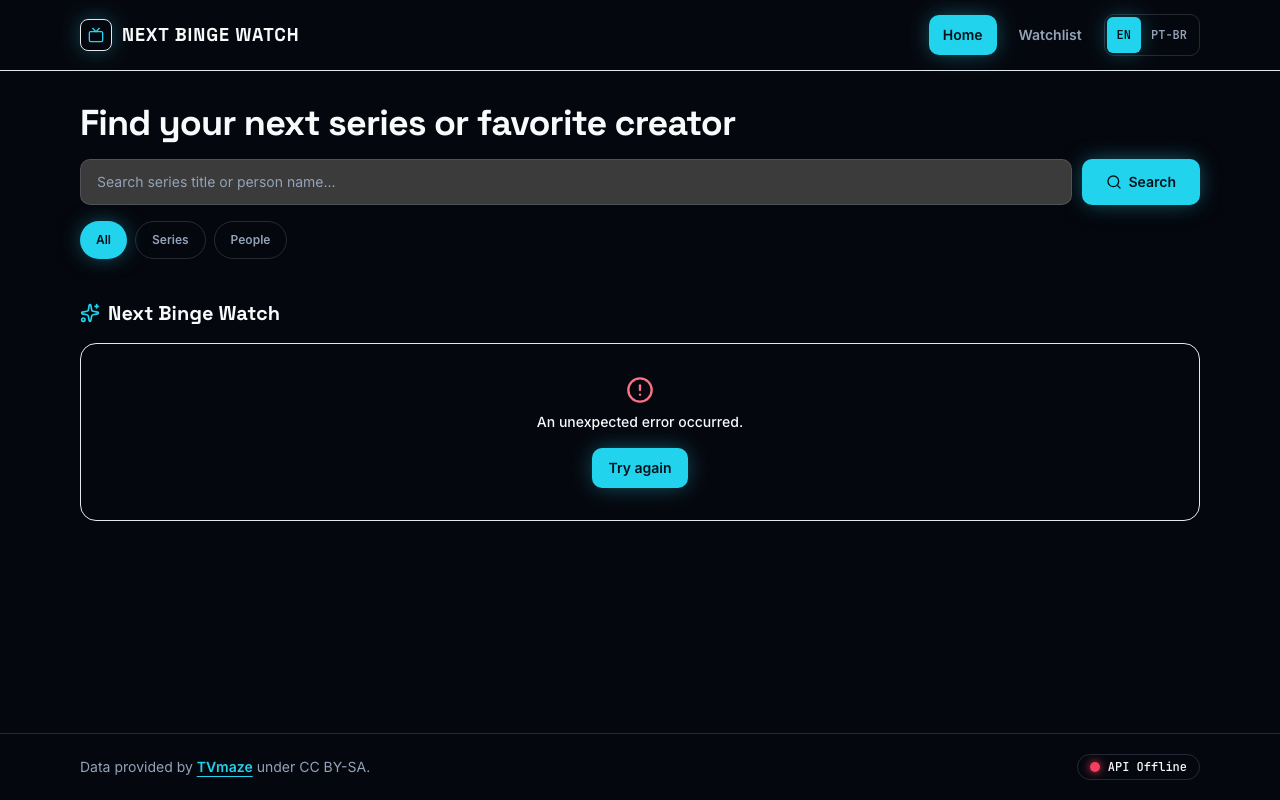 NEXT BINGE WATCH
Home
Watchlist
EN
PT-BR
Find your next series or favorite creator
Search series title or person name...
Search
All
Series
People
Next Binge Watch
An unexpected error occurred.
Try again
Data provided by TVmaze under CC BY-SA.
API Offline